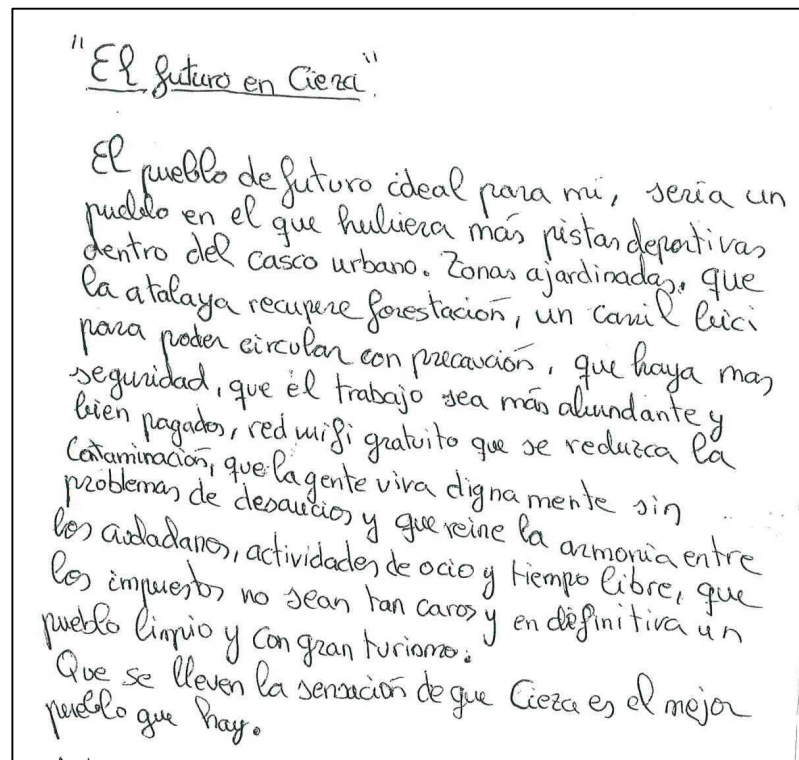 "El futuro en Cieza"
El pueblo de futuro ideal para mi, seria un
pueblo en el que hubiera más pistas deportivas
dentro del casco urbano. Zonas ajardinadas, que
la atalaya recupere forestación, un carril bici
para poder circular con precaución, que haya mas
seguridad, que el trabajo sea más abundante y
bien pagados, red wifi gratuito que se reduzca la
Contaminación, que la gente viva dignamente sin
problemas de desaucios y que reine la armonia entre
los ciudadanos, actividades de ocio y tiempo libre, que
los impuestos no sean tan caros y en definitiva un
pueblo limpio y con gran turismo.
Que se lleven la sensación de que Cieza es el mejor
pueblo que hay.